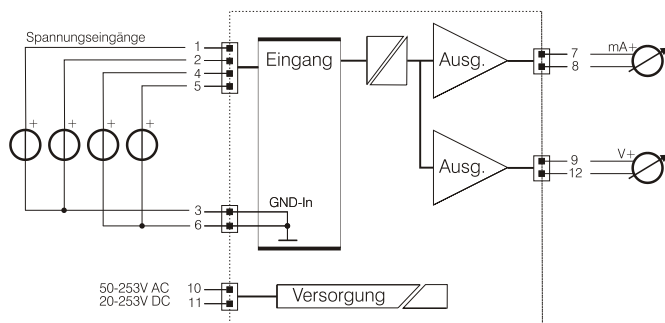 Spannungseingänge
1
2
4
5
+ + + +
Eingang
Ausg.
7 mA+
8
Ausg.
9 V+
12
3
6
GND-In
50-253V AC 10
20-253V DC 11
Versorgung